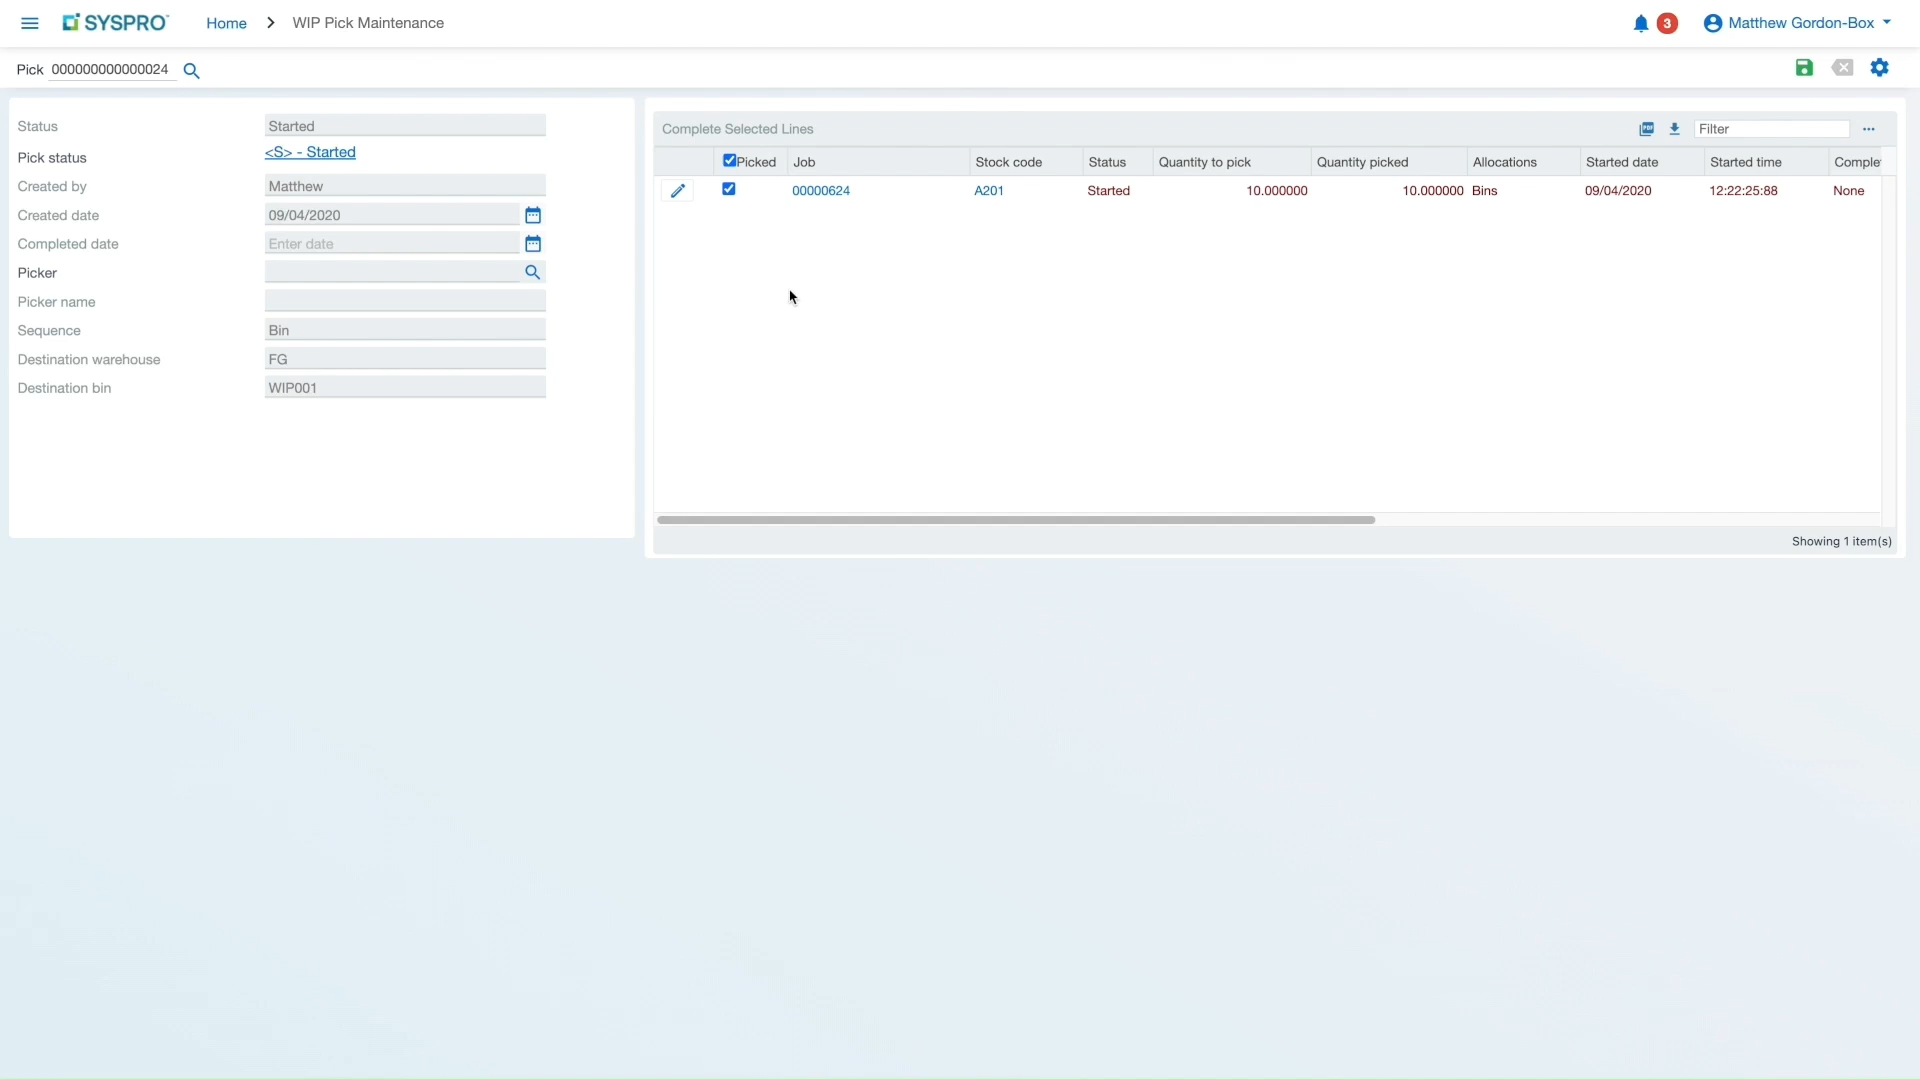 SYSPRO Home > WIP Pick Maintenance 3 Matthew Gordon-Box
Pick 000000000000024
Status Started
Pick status <S> - Started
Created by Matthew
Created date 09/04/2020
Completed date Enter date
Picker
Picker name
Sequence Bin
Destination warehouse FG
Destination bin WIP001
Complete Selected Lines PDF Filter ...
Picked Job Stock code Status Quantity to pick Quantity picked Allocations Started date Started time Comple
00000624 A201 Started 10.000000 10.000000 Bins 09/04/2020 12:22:25:88 None
Showing 1 item(s)